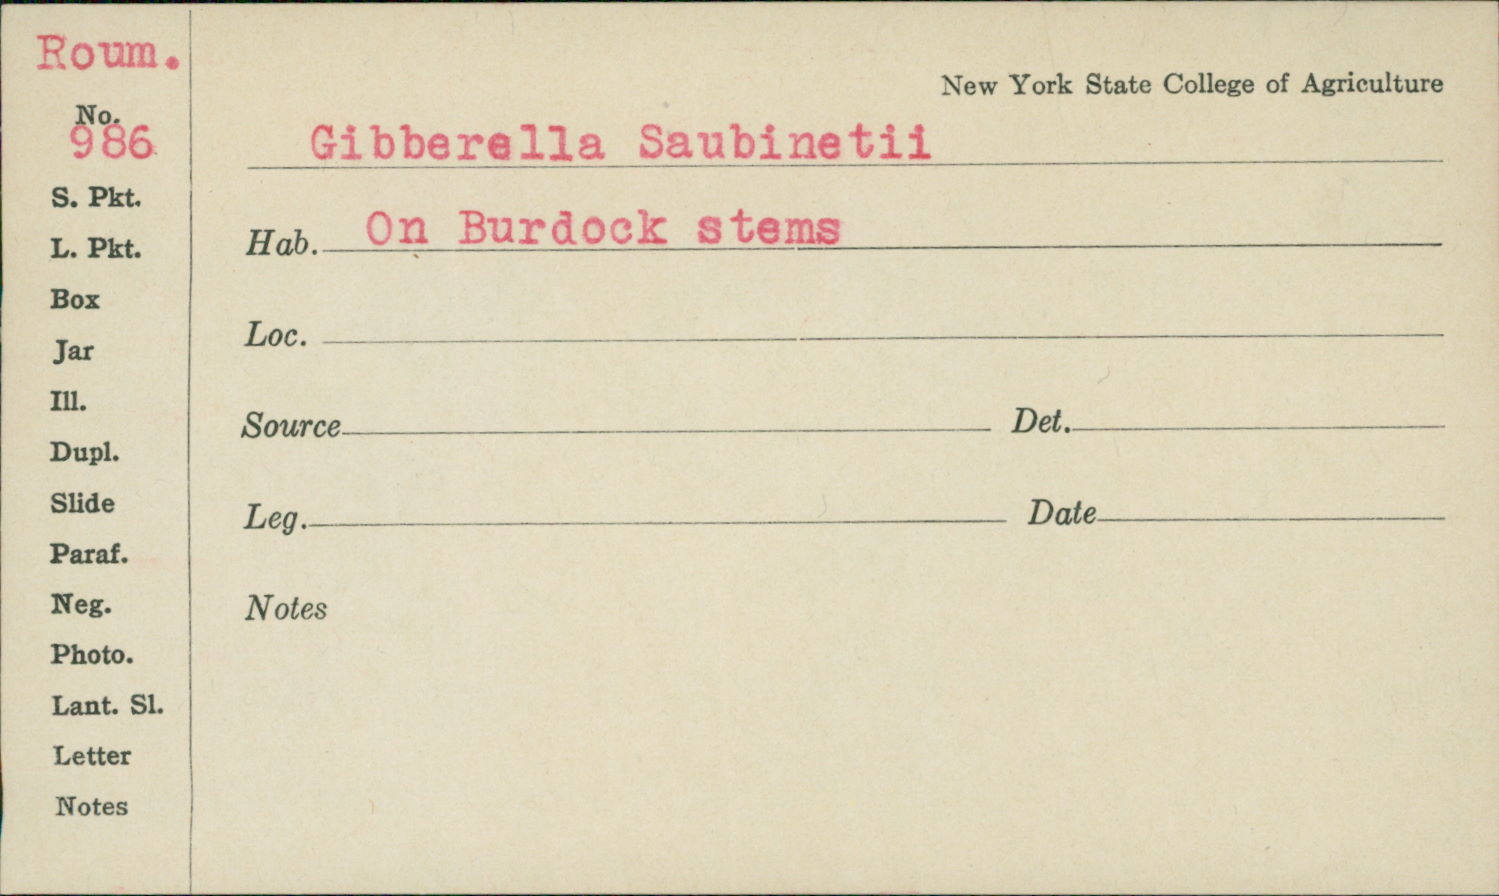 Roum.
No.
986
S. Pkt.
L. Pkt.
Box
Jar
Ill.
Dupl.
Slide
Paraf.
Neg.
Photo.
Lant. Sl.
Letter
Notes
New York State College of Agriculture
Gibberella Saubinetii
Hab. On Burdock stems
Loc.
Source Det.
Leg. Date
Notes